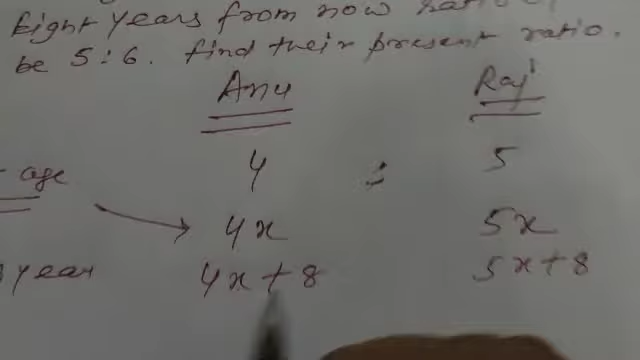 Eight years from now ratio
be 5:6. find their present ratio.
Anu Raj
age 4 : 5
4x 5x
year 4x+8 5x+8